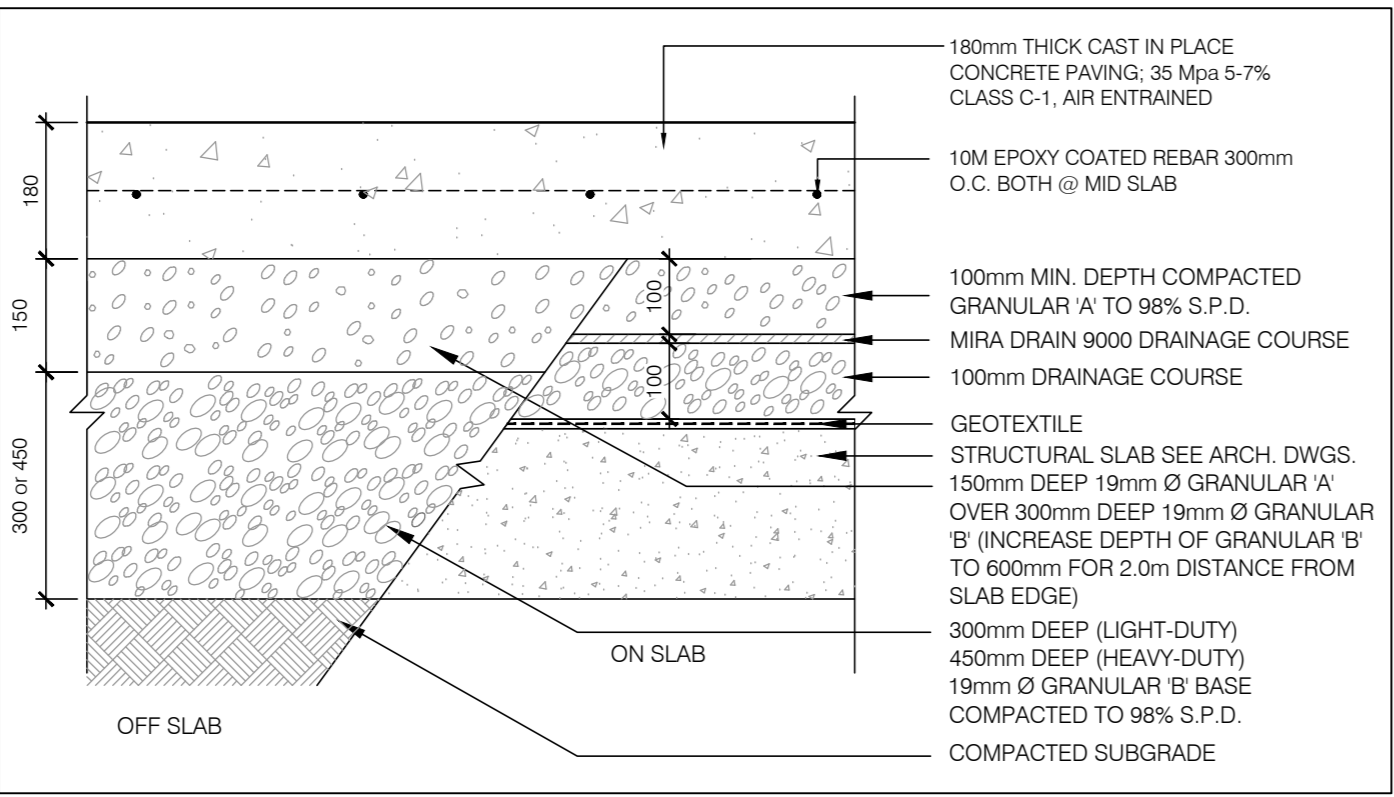 180mm THICK CAST IN PLACE
CONCRETE PAVING; 35 Mpa 5-7%
CLASS C-1, AIR ENTRAINED
10M EPOXY COATED REBAR 300mm
O.C. BOTH @ MID SLAB
100mm MIN. DEPTH COMPACTED
GRANULAR 'A' TO 98% S.P.D.
MIRA DRAIN 9000 DRAINAGE COURSE
100mm DRAINAGE COURSE
GEOTEXTILE
STRUCTURAL SLAB SEE ARCH. DWGS.
150mm DEEP 19mm Ø GRANULAR 'A'
OVER 300mm DEEP 19mm Ø GRANULAR
'B' (INCREASE DEPTH OF GRANULAR 'B'
TO 600mm FOR 2.0m DISTANCE FROM
SLAB EDGE)
300mm DEEP (LIGHT-DUTY)
450mm DEEP (HEAVY-DUTY)
19mm Ø GRANULAR 'B' BASE
COMPACTED TO 98% S.P.D.
COMPACTED SUBGRADE
180
150
300 or 450
100
100
ON SLAB
OFF SLAB